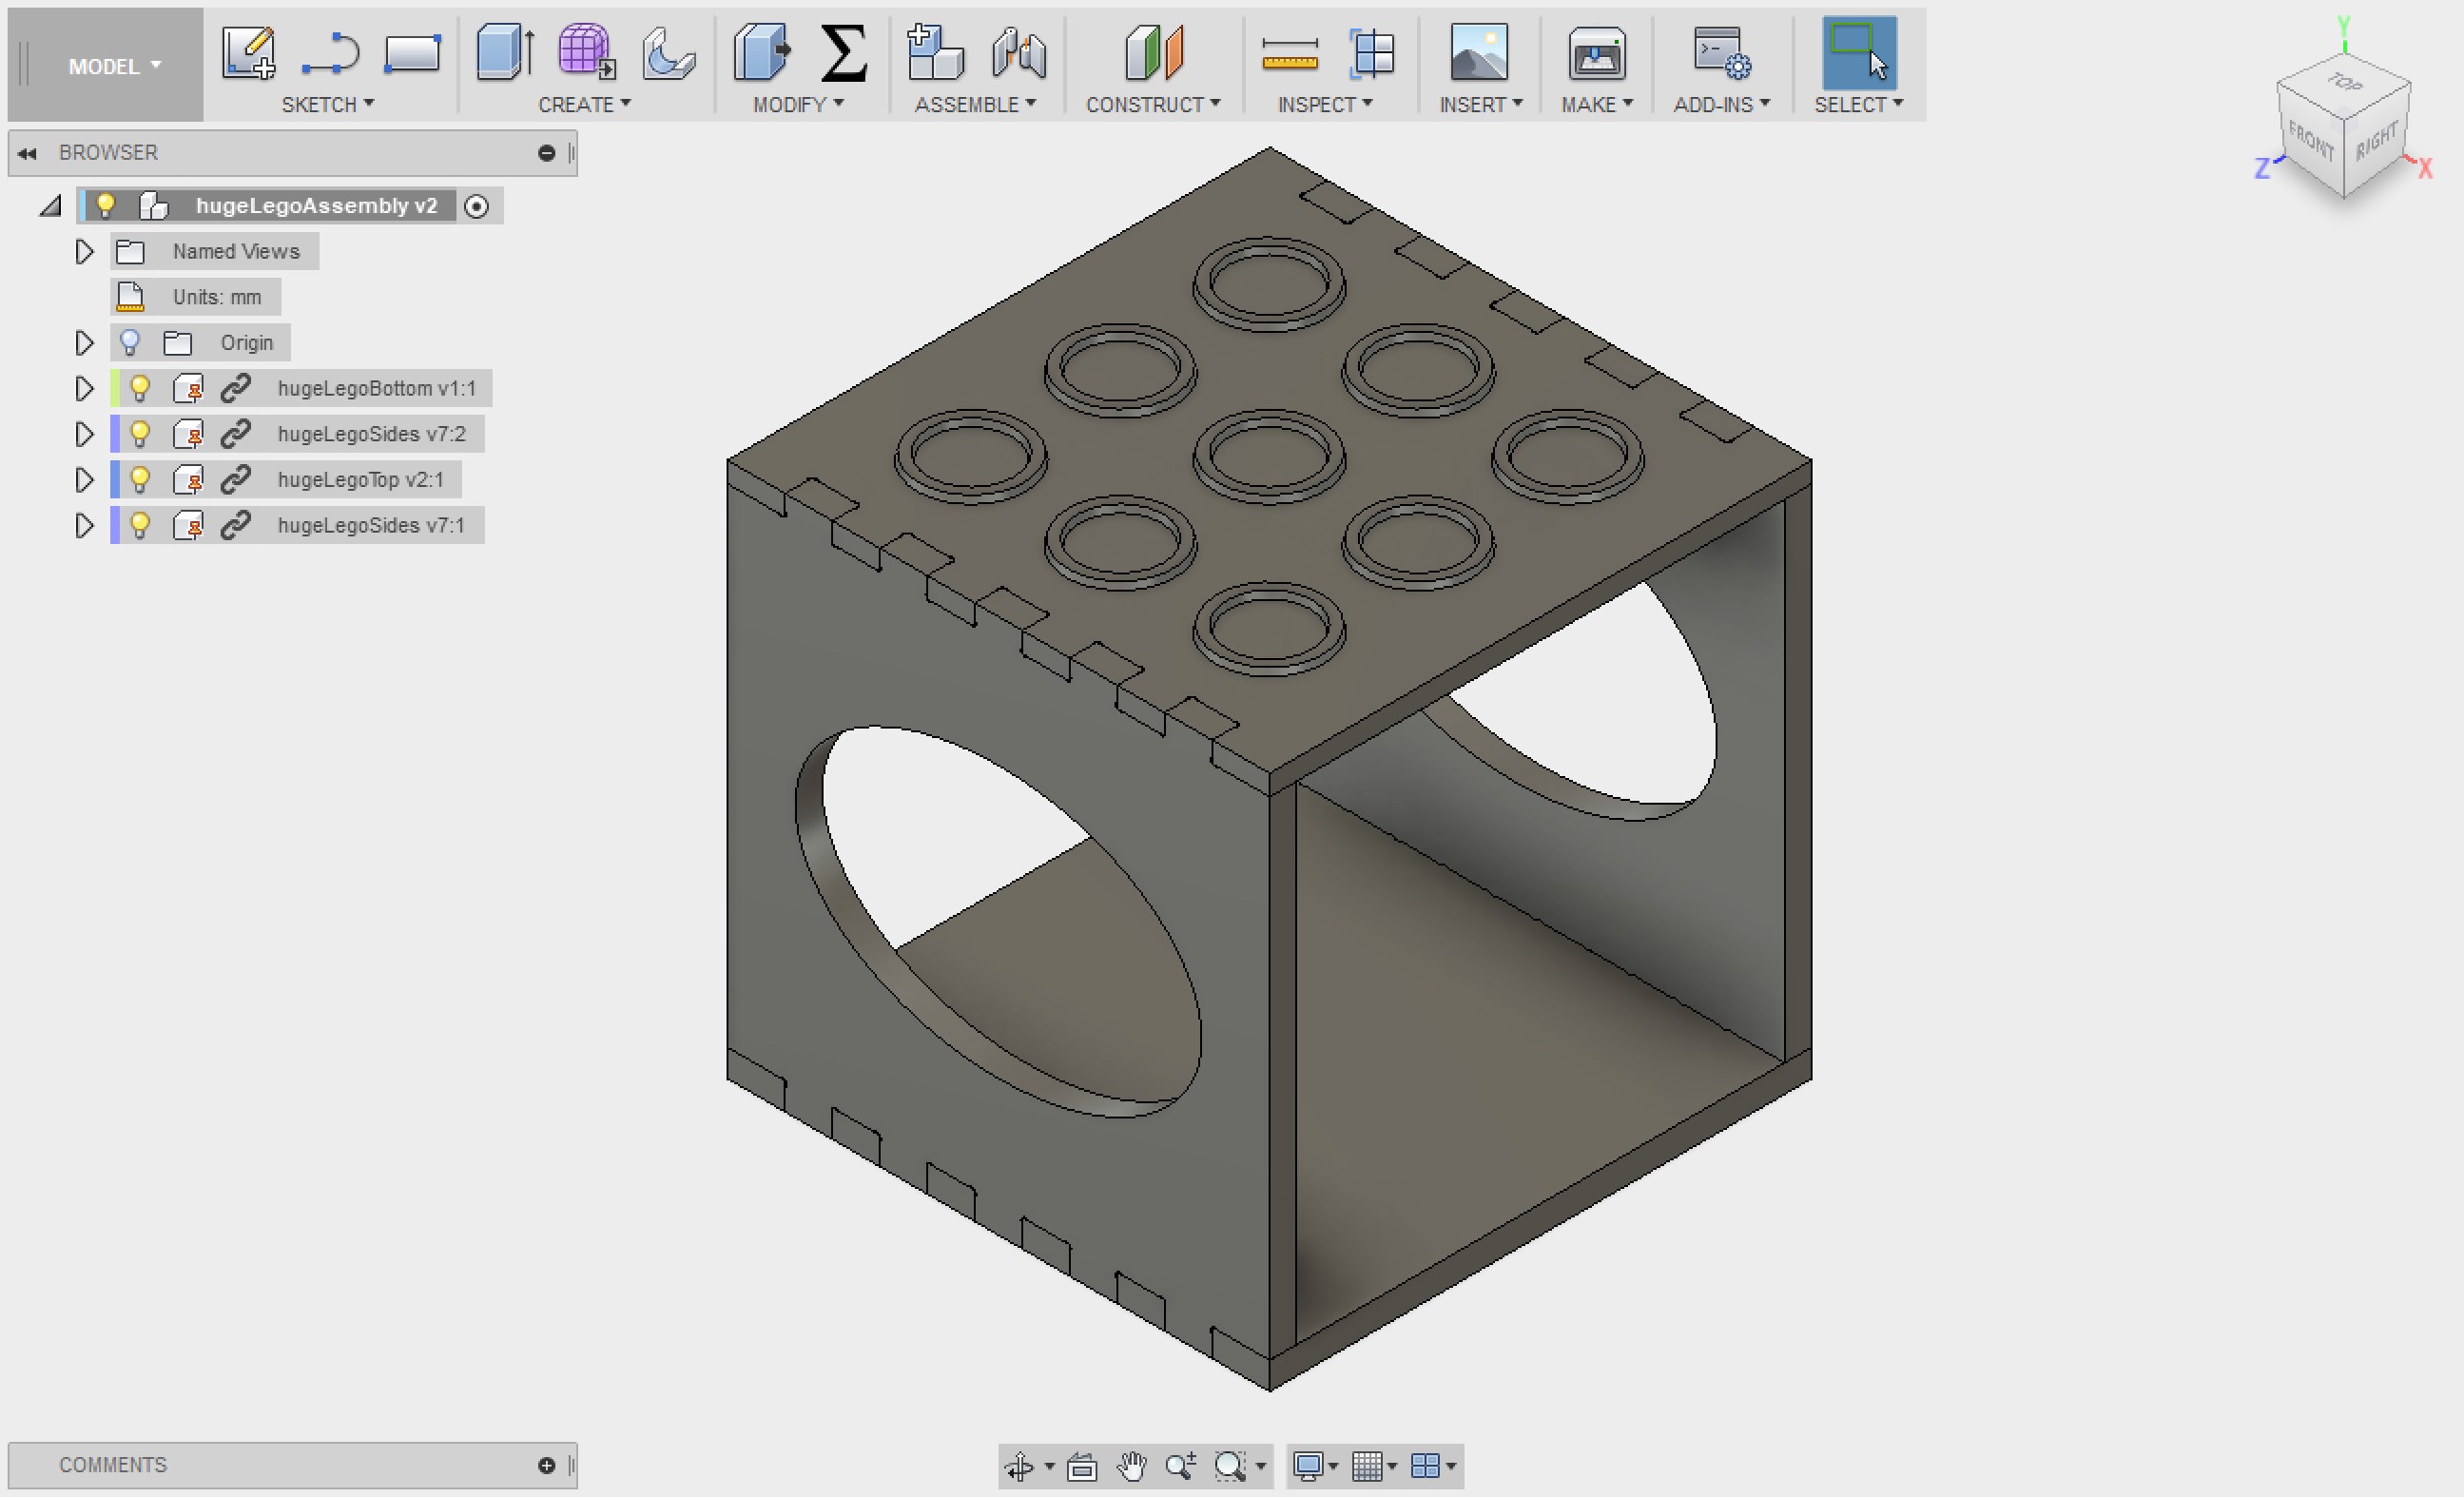 MODEL
SKETCH
CREATE
MODIFY
ASSEMBLE
CONSTRUCT
INSPECT
INSERT
MAKE
ADD-INS
SELECT
Y
TOP
FRONT
RIGHT
Z
X
BROWSER
hugeLegoAssembly v2
Named Views
Units: mm
Origin
hugeLegoBottom v1:1
hugeLegoSides v7:2
hugeLegoTop v2:1
hugeLegoSides v7:1
COMMENTS